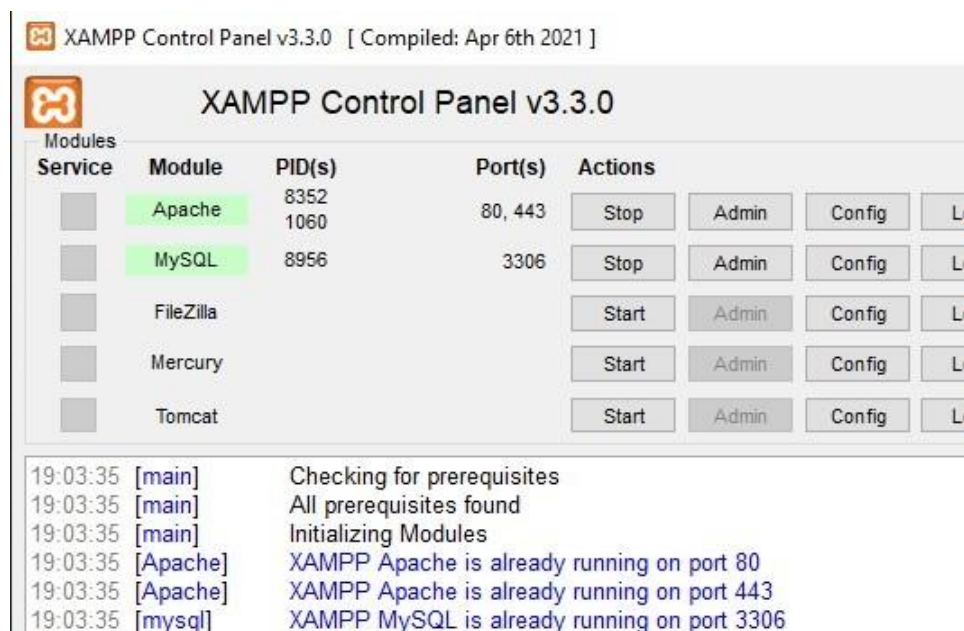 XAMPP Control Panel v3.3.0 [ Compiled: Apr 6th 2021 ]
XAMPP Control Panel v3.3.0
Modules
Service Module PID(s) Port(s) Actions
Apache 8352 1060 80, 443 Stop Admin Config
MySQL 8956 3306 Stop Admin Config
FileZilla Start Admin Config
Mercury Start Admin Config
Tomcat Start Admin Config
19:03:35 [main] Checking for prerequisites
19:03:35 [main] All prerequisites found
19:03:35 [main] Initializing Modules
19:03:35 [Apache] XAMPP Apache is already running on port 80
19:03:35 [Apache] XAMPP Apache is already running on port 443
19:03:35 [mysql] XAMPP MySQL is already running on port 3306